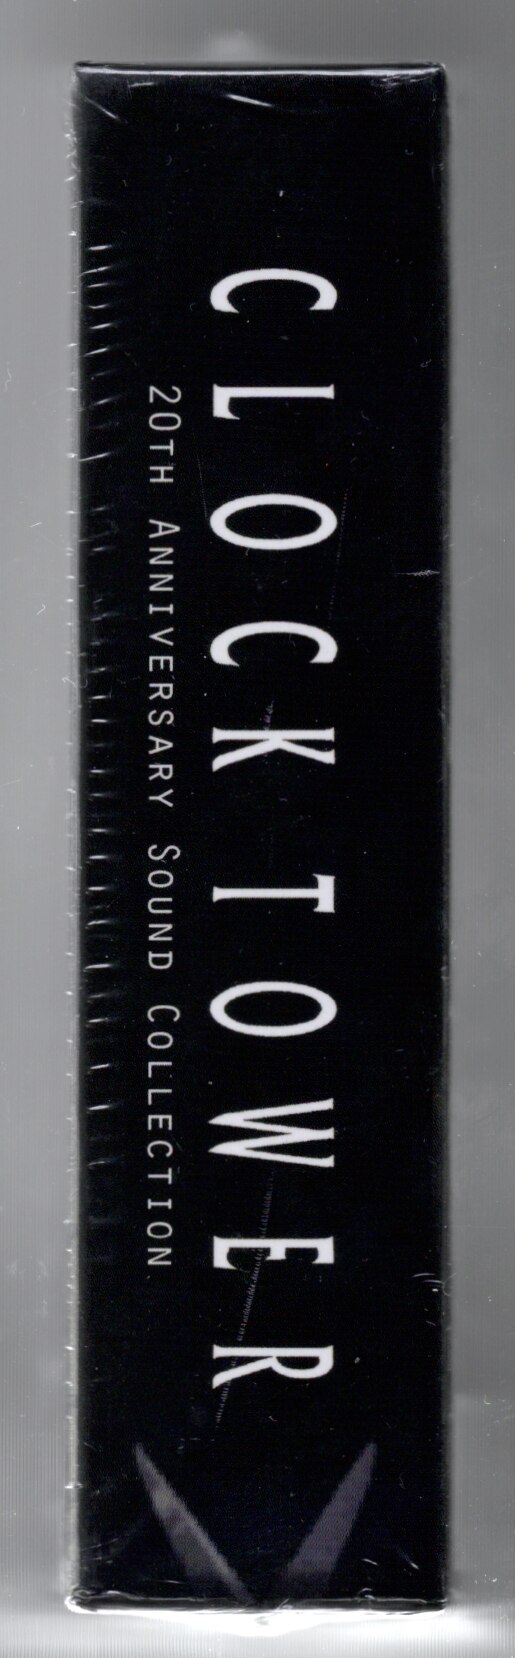 CLOCK TOWER
20TH ANNIVERSARY SOUND COLLECTION